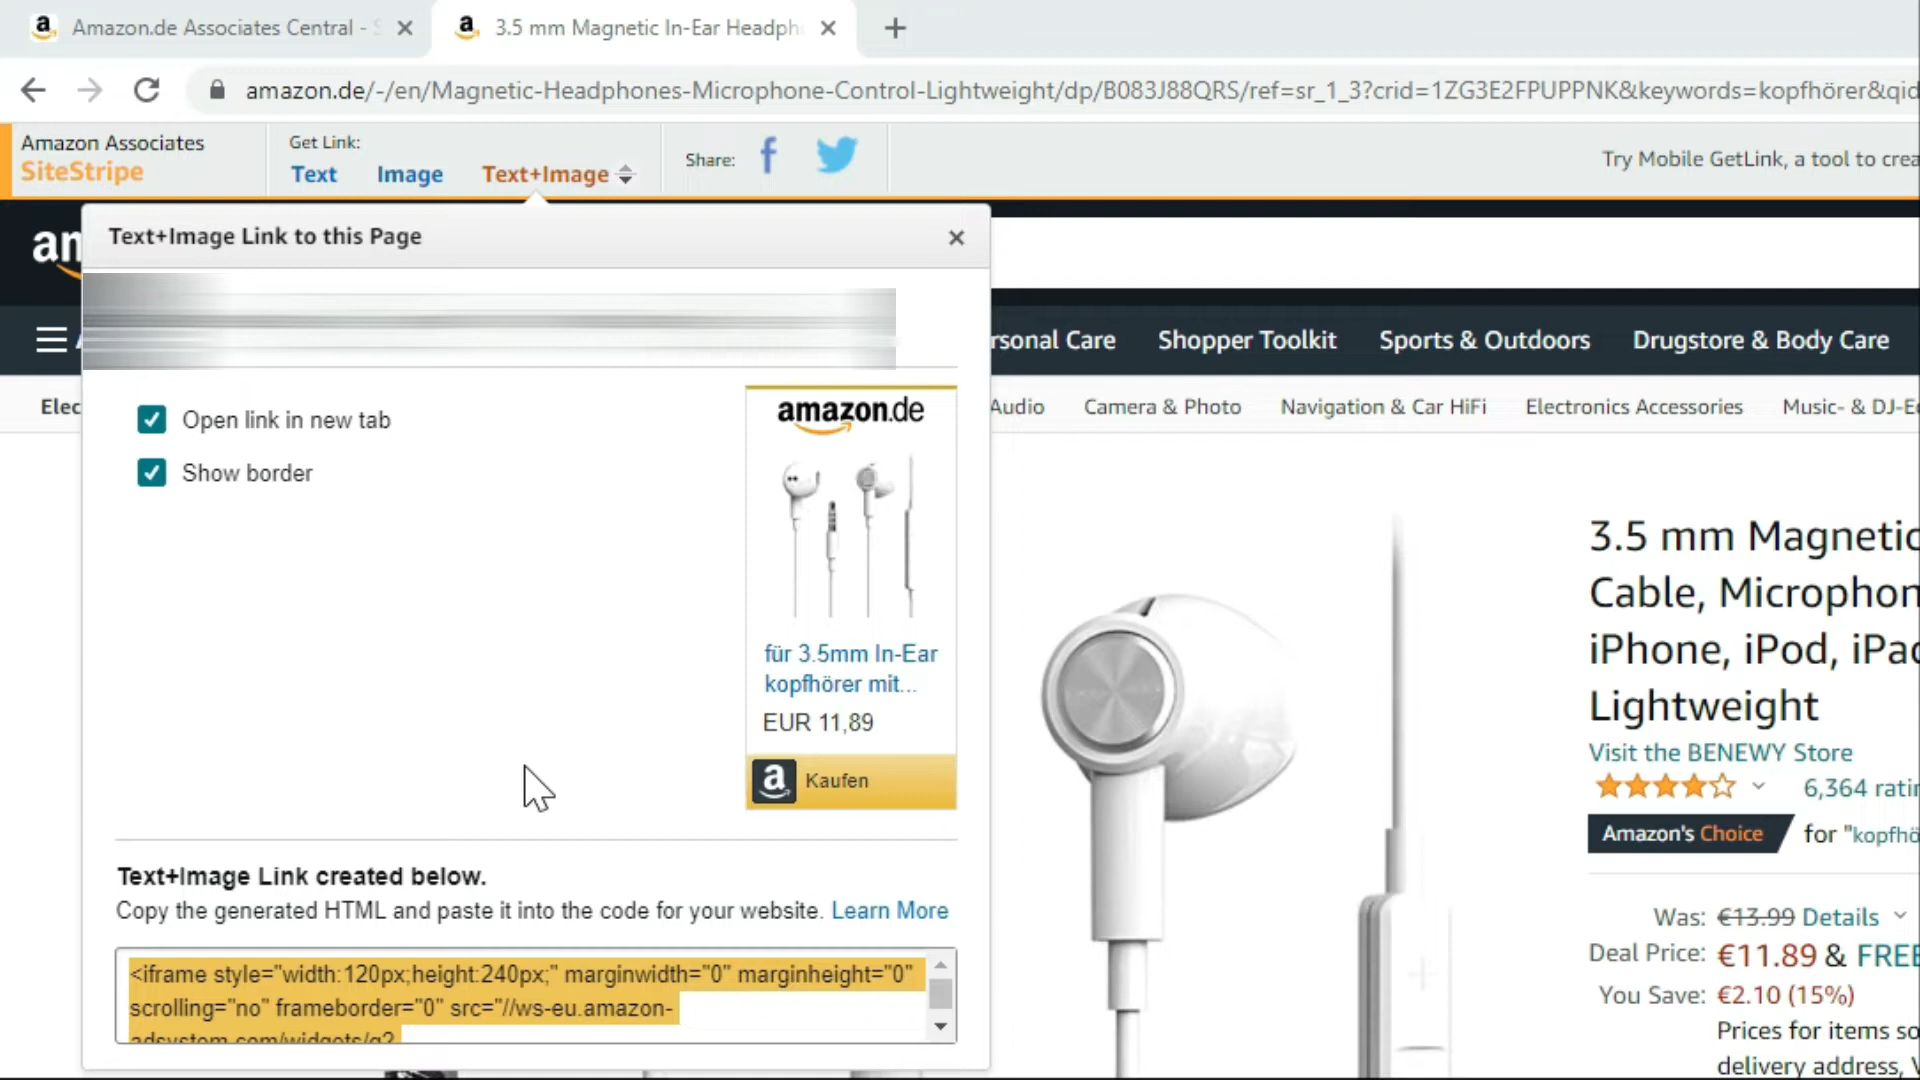 Amazon.de Associates Central -
3.5 mm Magnetic In-Ear Headph
amazon.de/-/en/Magnetic-Headphones-Microphone-Control-Lightweight/dp/B083J88QRS/ref=sr_1_3?crid=1ZG3E2FPUPPNK&keywords=kopfhörer&qid
Amazon Associates
SiteStripe
Get Link:
Text Image Text+Image
Share:
Try Mobile GetLink, a tool to crea
Text+Image Link to this Page
am
rsonal Care Shopper Toolkit Sports & Outdoors Drugstore & Body Care
Elec
Audio Camera & Photo Navigation & Car HiFi Electronics Accessories Music- & DJ-E
Open link in new tab
Show border
amazon.de
für 3.5mm In-Ear
kopfhörer mit...
EUR 11,89
Kaufen
Text+Image Link created below.
Copy the generated HTML and paste it into the code for your website. Learn More
<iframe style="width:120px;height:240px;" marginwidth="0" marginheight="0"
scrolling="no" frameborder="0" src="//ws-eu.amazon-
adsystem.com/widgets/q?
3.5 mm Magnetic
Cable, Microphon
iPhone, iPod, iPad
Lightweight
Visit the BENEWY Store
6,364 ratin
Amazon's Choice for "kopfhö
Was: €13.99 Details
Deal Price: €11.89 & FREE
You Save: €2.10 (15%)
Prices for items so
delivery address, V